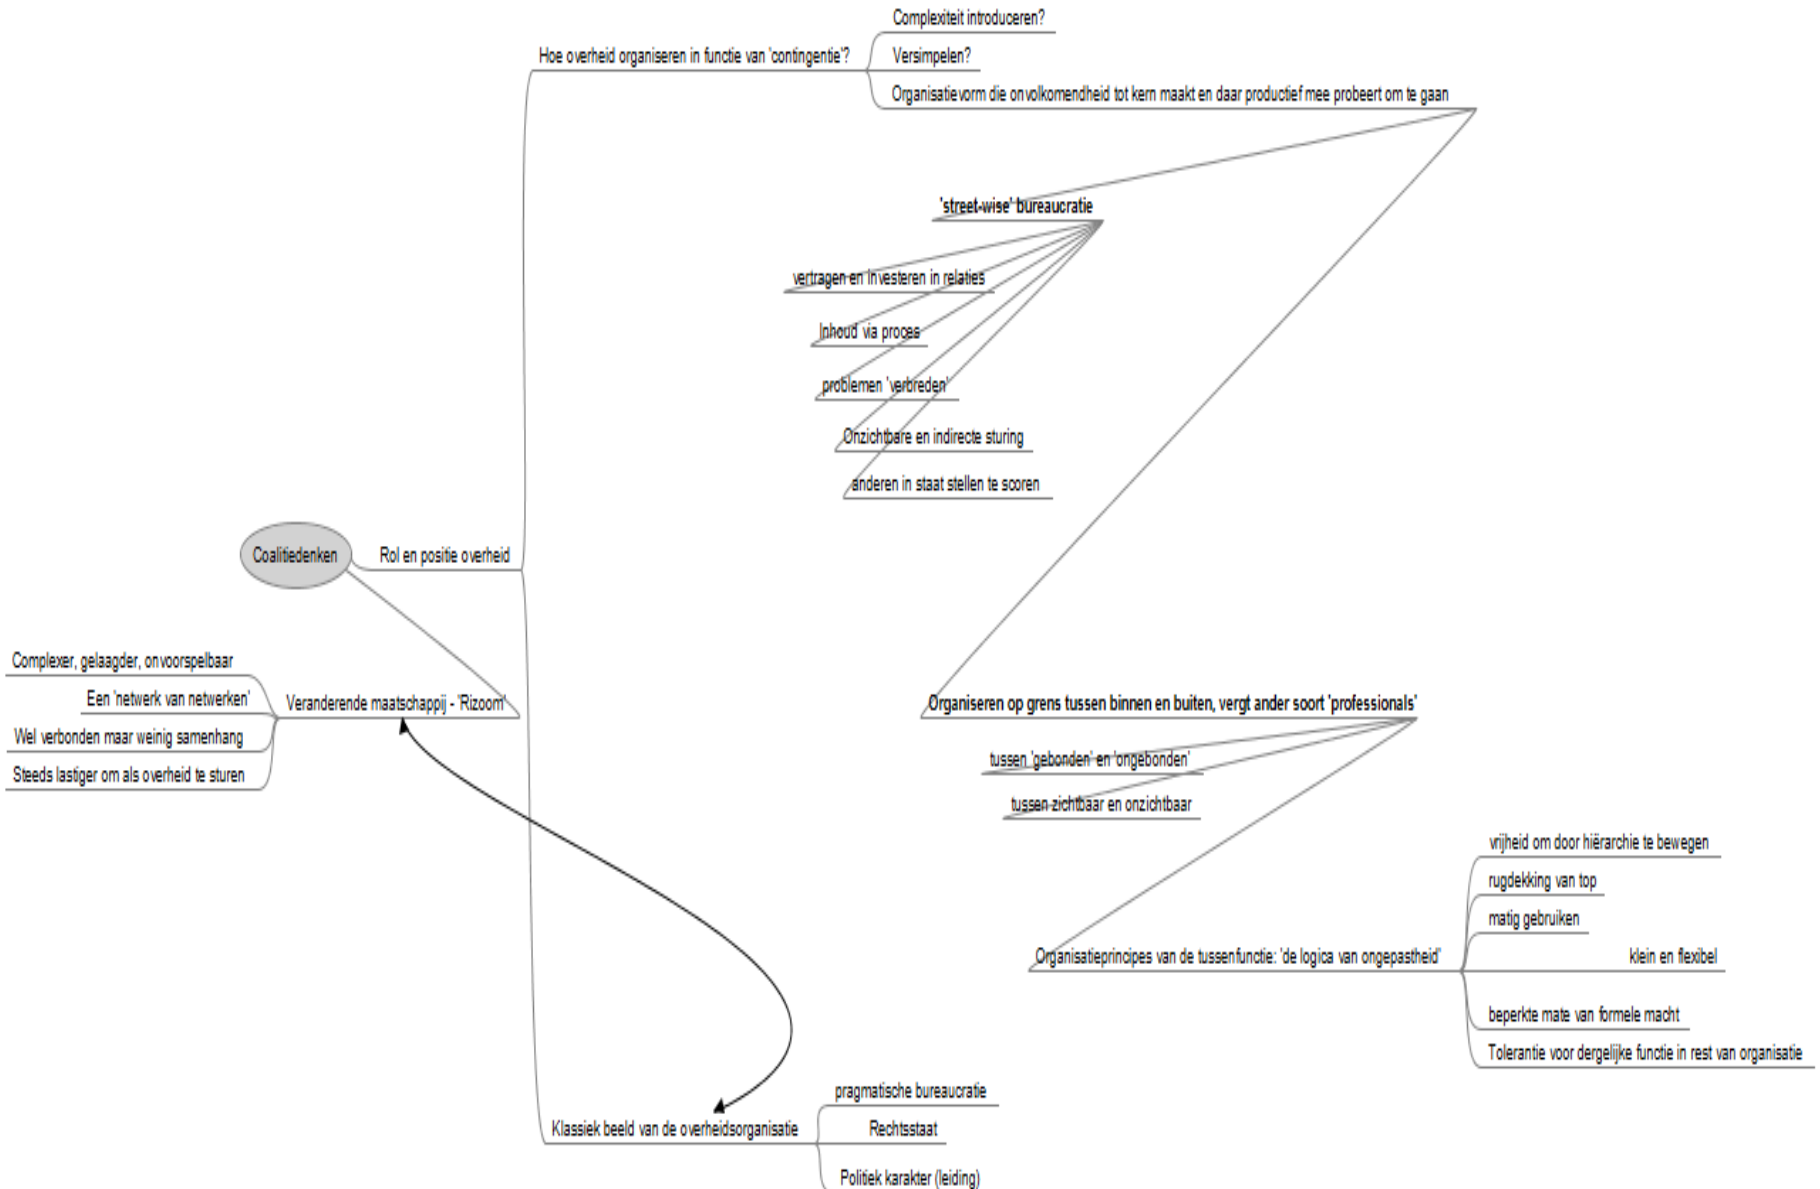 Complexiteit introduceren?
Hoe overheid organiseren in functie van 'contingentie'?
Versimpelen?
Organisatievorm die onvolkomendheid tot kern maakt en daar productief mee probeert om te gaan
'street-wise' bureaucratie
vertragen en investeren in relaties
Inhoud via proces
problemen 'verbreden'
Onzichtbare en indirecte sturing
anderen in staat stellen te scoren
Coalitiedenken
Rol en positie overheid
Complexer, gelaagder, onvoorspelbaar
Een 'netwerk van netwerken'
Veranderende maatschappij - 'Rizoom'
Wel verbonden maar weinig samenhang
Steeds lastiger om als overheid te sturen
Organiseren op grens tussen binnen en buiten, vergt ander soort 'professionals'
tussen 'gebonden' en 'ongebonden'
tussen zichtbaar en onzichtbaar
vrijheid om door hiërarchie te bewegen
rugdekking van top
matig gebruiken
Organisatieprincipes van de tussenfunctie: 'de logica van ongepastheid'
klein en flexibel
beperkte mate van formele macht
Tolerantie voor dergelijke functie in rest van organisatie
pragmatische bureaucratie
Klassiek beeld van de overheidsorganisatie
Rechtsstaat
Politiek karakter (leiding)